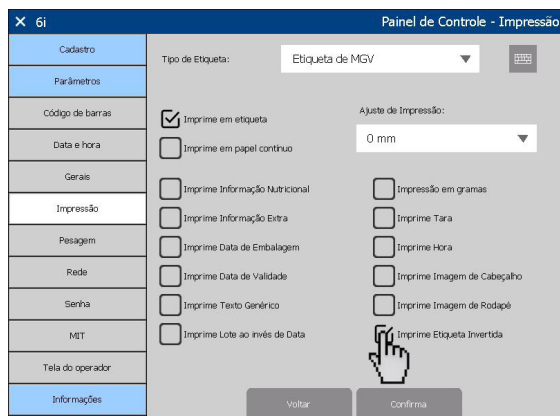 ✕ 6i
Painel de Controle - Impressão
Cadastro
Parâmetros
Código de barras
Data e hora
Gerais
Impressão
Pesagem
Rede
Senha
MIT
Tela do operador
Informações
Tipo de Etiqueta:
Etiqueta de MGV
Imprime em etiqueta
Imprime em papel contínuo
Ajuste de Impressão:
0 mm
Imprime Informação Nutricional
Imprime Informação Extra
Imprime Data de Embalagem
Imprime Data de Validade
Imprime Texto Genérico
Imprime Lote ao invés de Data
Impressão em gramas
Imprime Tara
Imprime Hora
Imprime Imagem de Cabeçalho
Imprime Imagem de Rodapé
Imprime Etiqueta Invertida
Voltar
Confirma